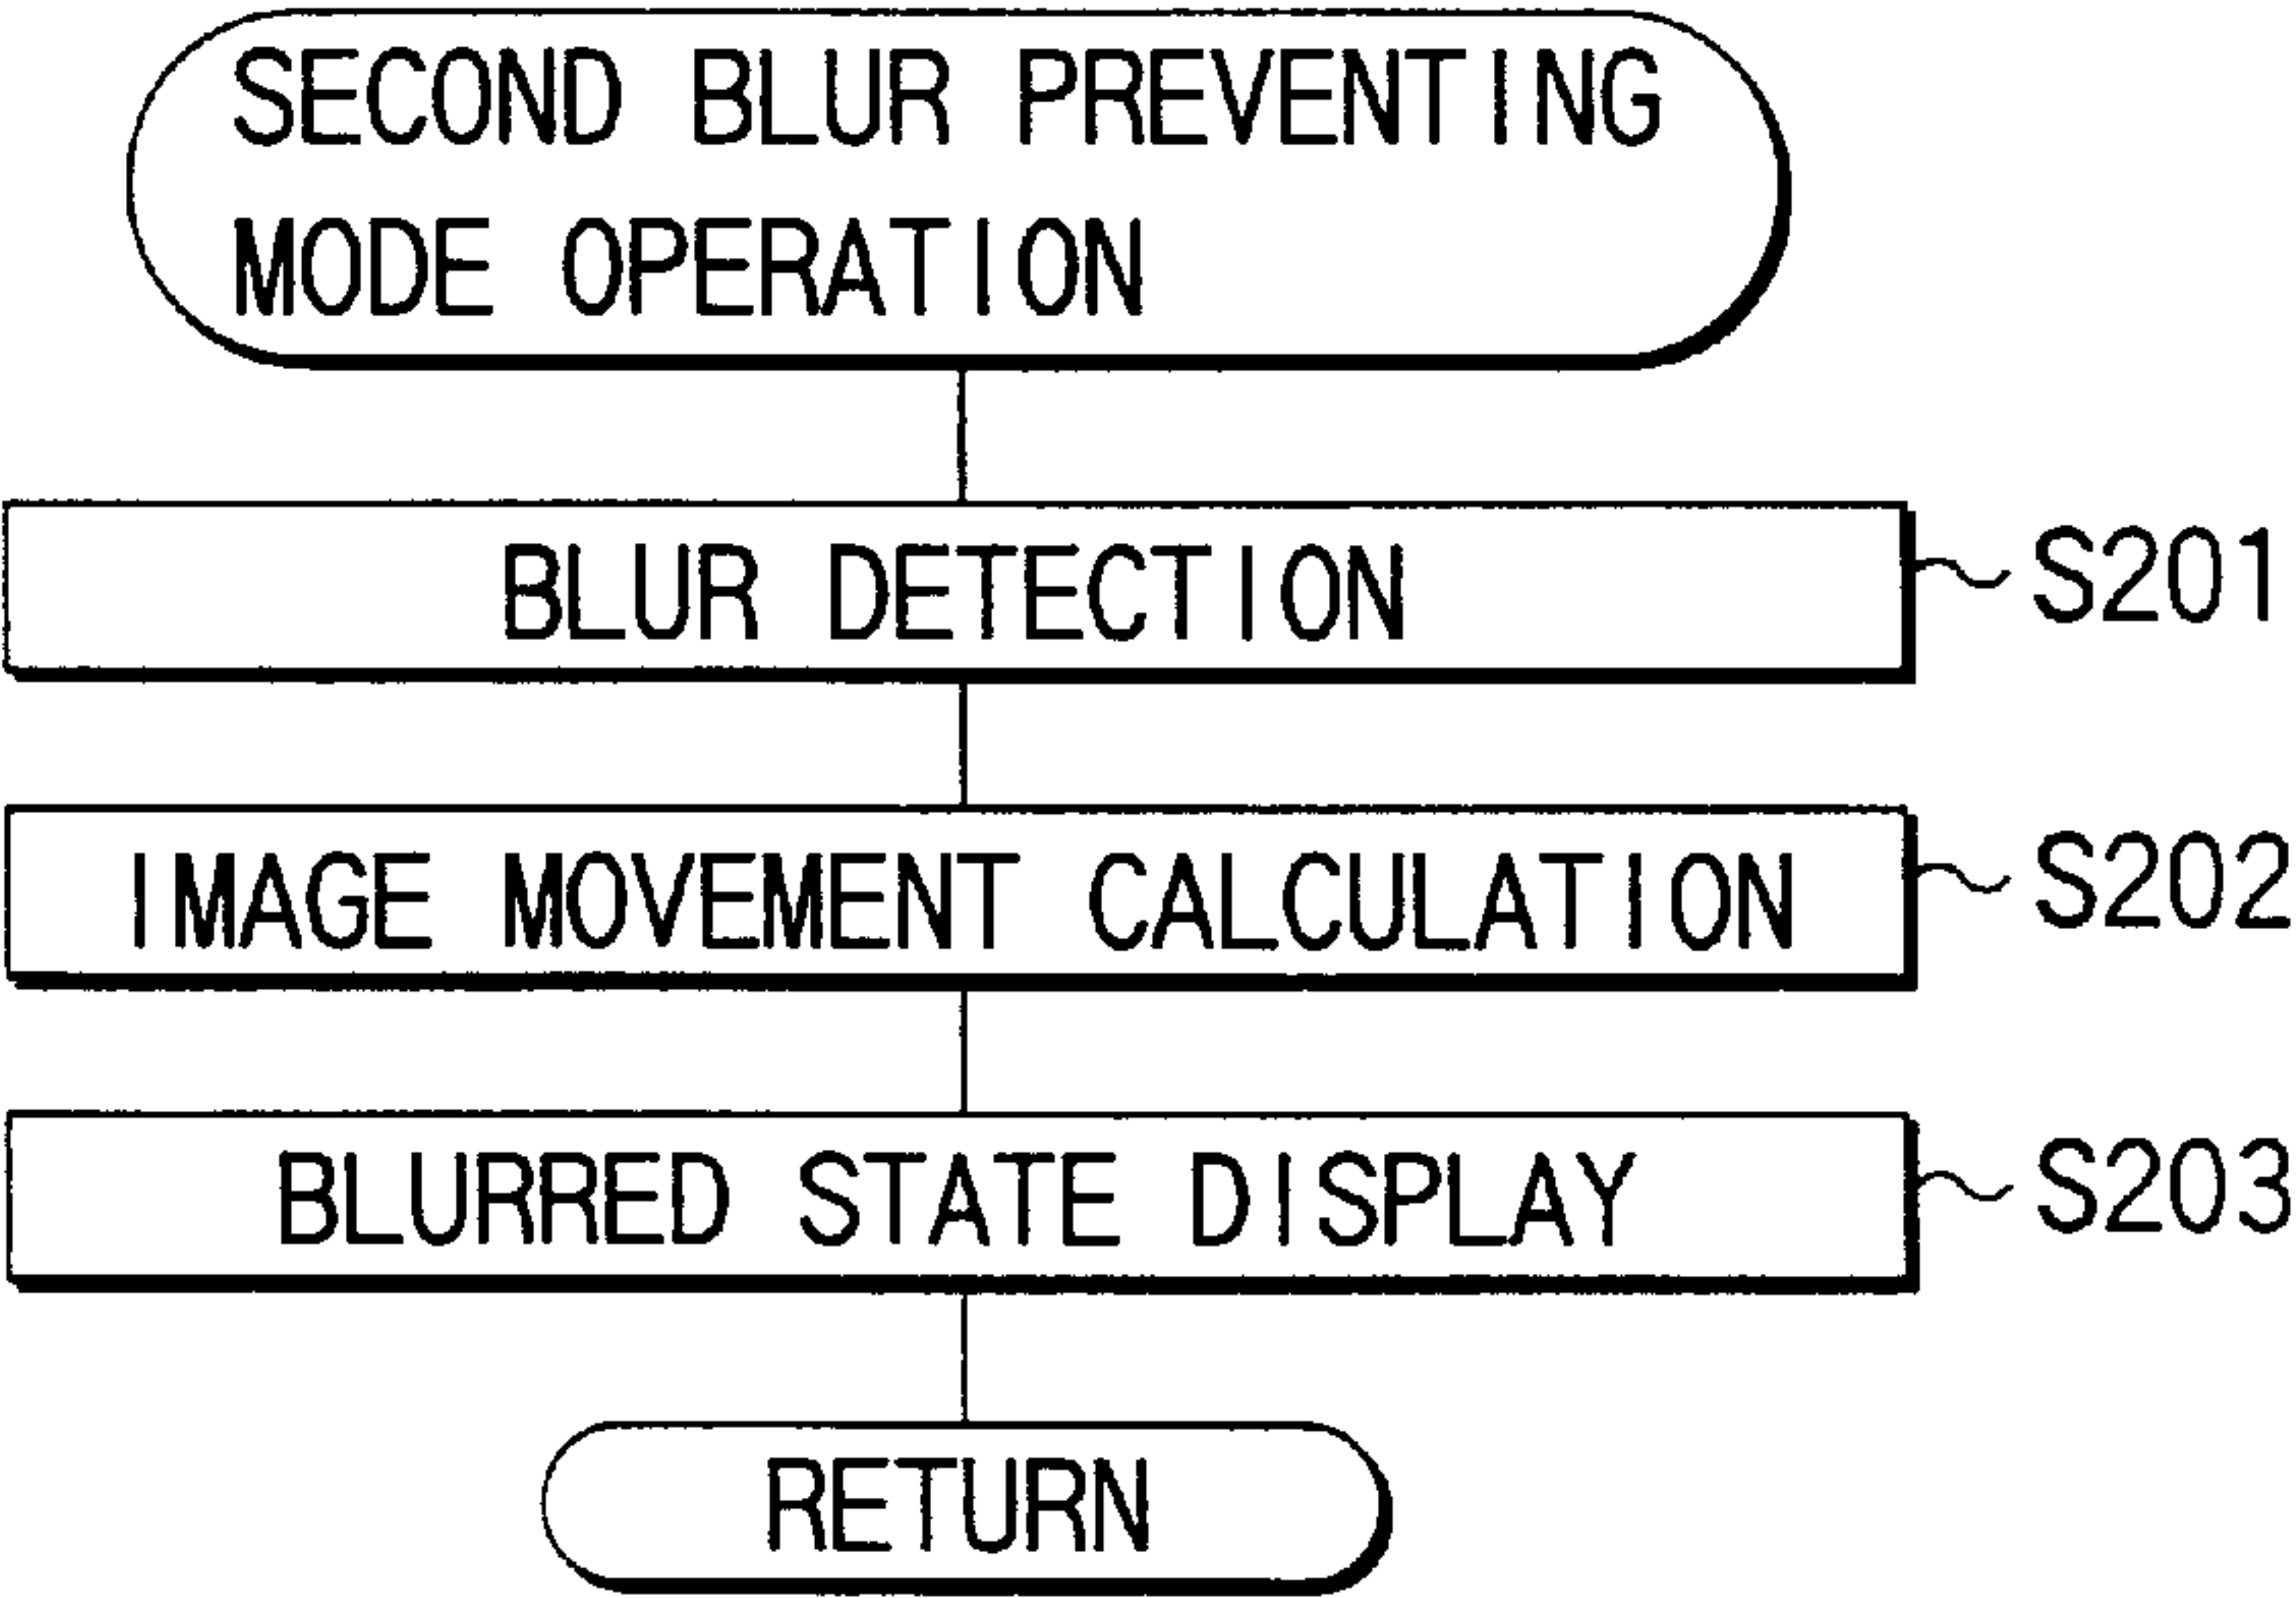 SECOND BLUR PREVENTING
MODE OPERATION
BLUR DETECTION
S201
IMAGE MOVEMENT CALCULATION
S202
BLURRED STATE DISPLAY
S203
RETURN